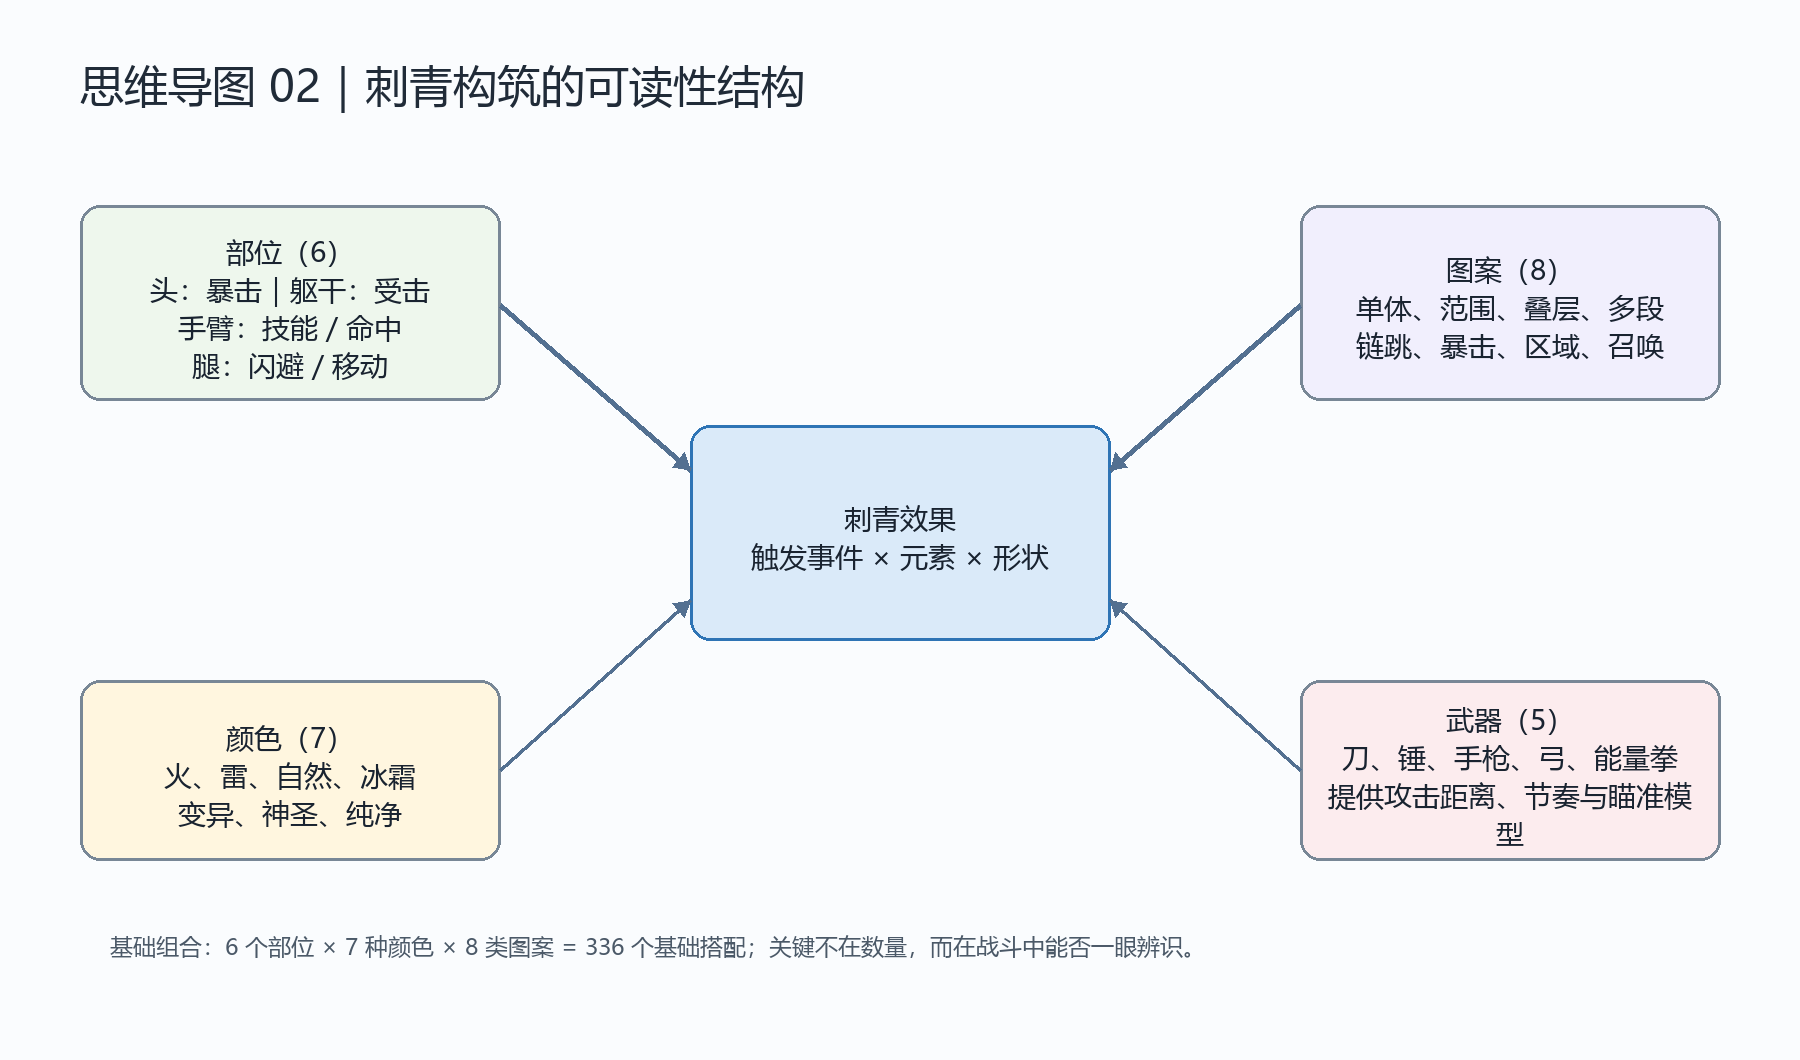 思维导图 02 | 刺青构筑的可读性结构
部位（6）
头：暴击 | 躯干：受击
手臂：技能 / 命中
腿：闪避 / 移动
图案（8）
单体、范围、叠层、多段
链跳、暴击、区域、召唤
刺青效果
触发事件 × 元素 × 形状
颜色（7）
火、雷、自然、冰霜
变异、神圣、纯净
武器（5）
刀、锤、手枪、弓、能量拳
提供攻击距离、节奏与瞄准模
型
基础组合：6 个部位 × 7 种颜色 × 8 类图案 = 336 个基础搭配；关键不在数量，而在战斗中能否一眼辨识。